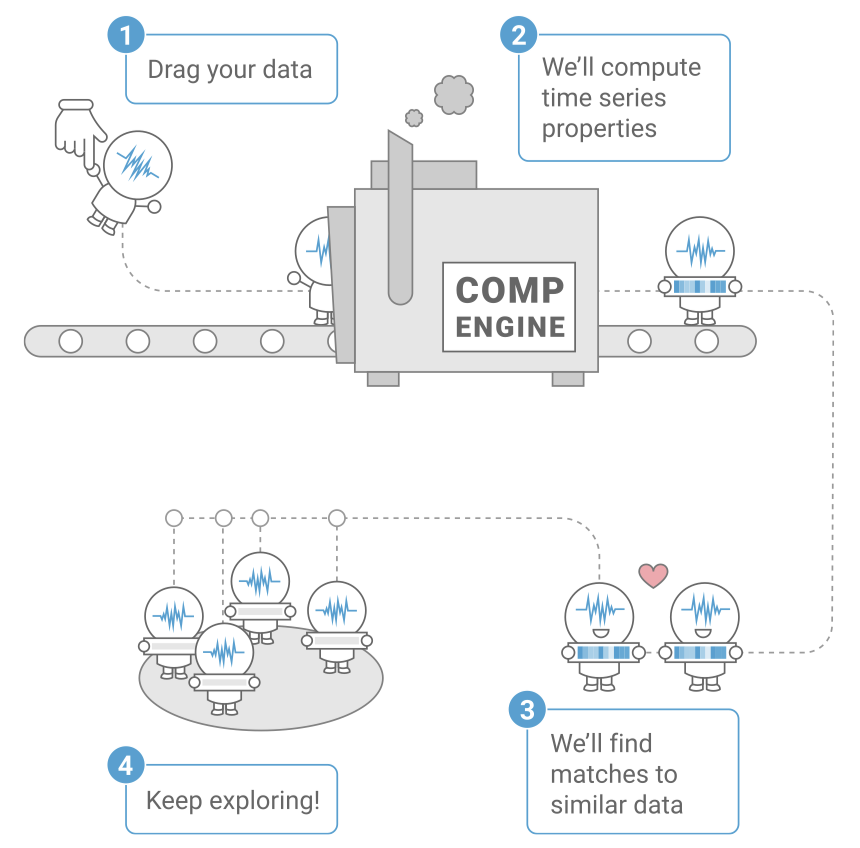 1
Drag your data
2
We'll compute
time series
properties
COMP
ENGINE
3
We'll find
matches to
similar data
4
Keep exploring!